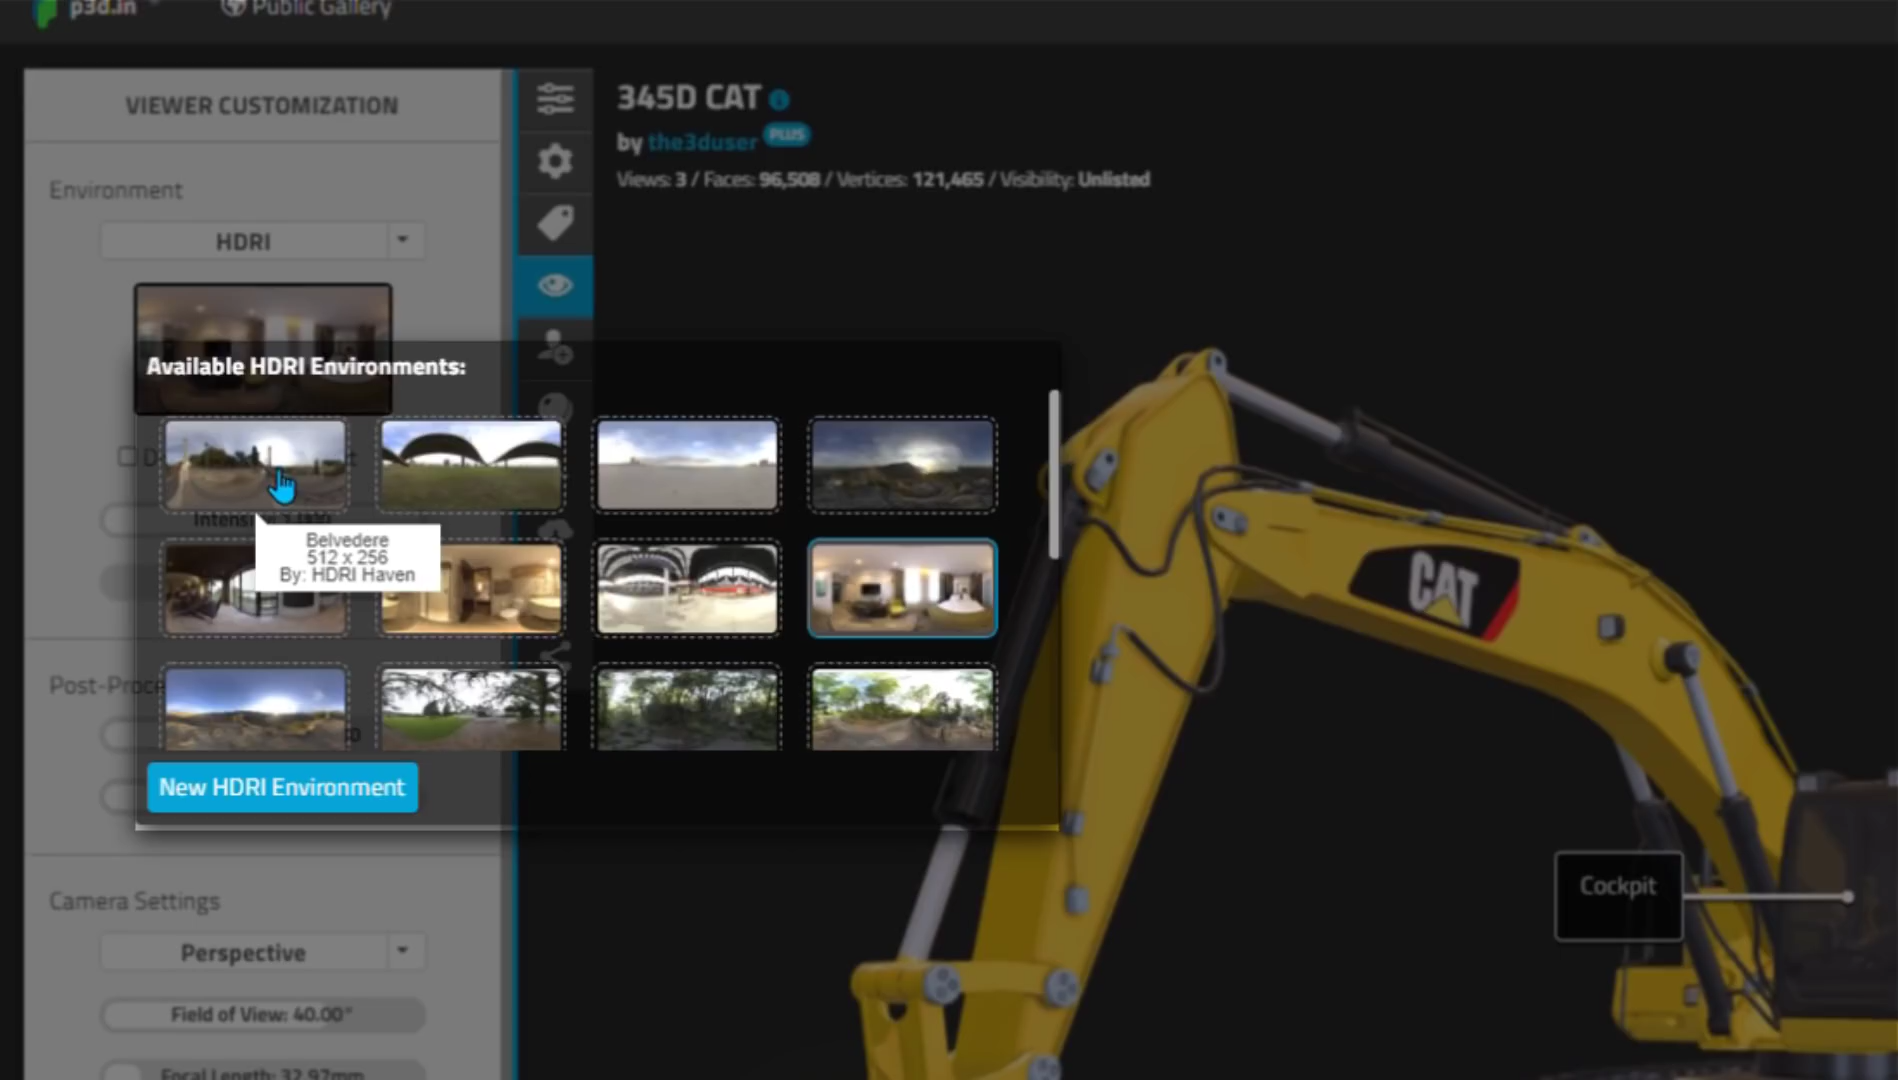 p3d.in
Public Gallery
VIEWER CUSTOMIZATION
Environment
HDRI
345D CAT
by the3duser PLUS
Views: 3 / Faces: 96,508 / Vertices: 121,465 / Visibility: Unlisted
Available HDRI Environments:
Belvedere
512 x 256
By: HDRI Haven
New HDRI Environment
CAT
Cockpit
Camera Settings
Perspective
Field of View: 40.00°
Focal Length: 32.97mm